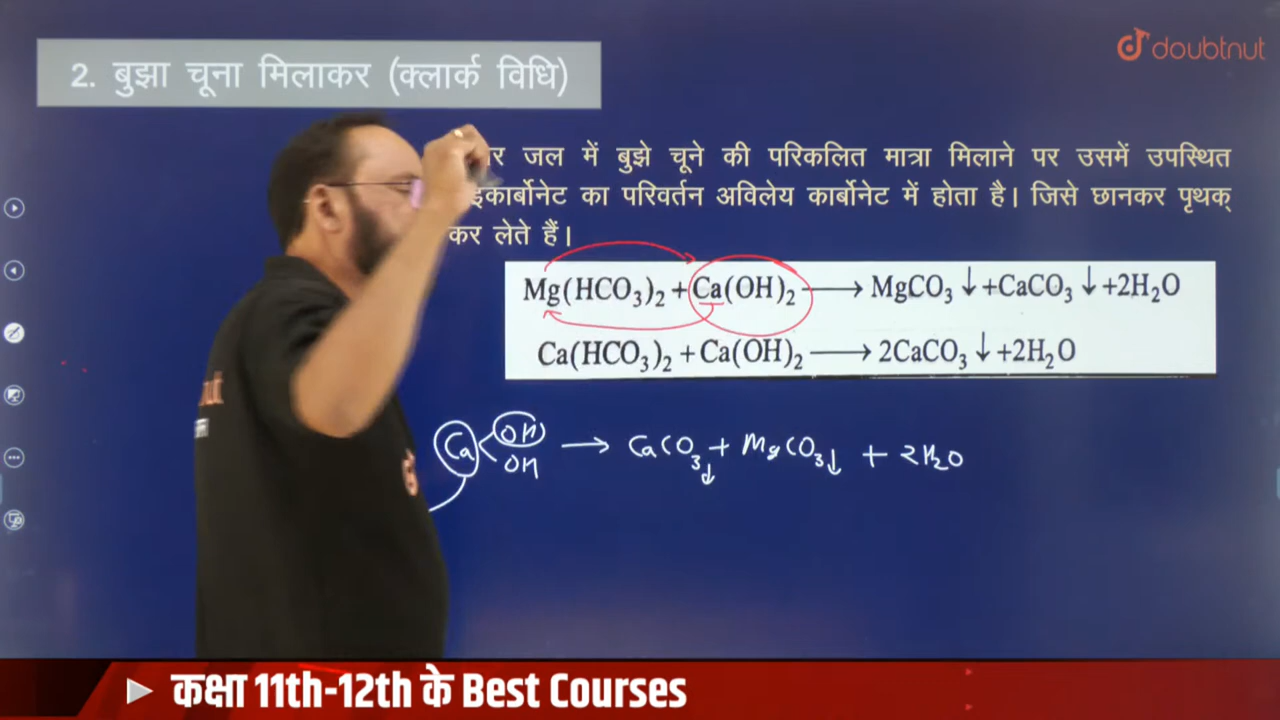 2. बुझा चूना मिलाकर (क्लार्क विधि)
doubtnut
जल में बुझे चूने की परिकलित मात्रा मिलाने पर उसमें उपस्थित
का परिवर्तन अविलेय कार्बोनेट में होता है। जिसे छानकर पृथक्
कर लेते हैं।
Mg(HCO₃)₂ + Ca(OH)₂ ⟶ MgCO₃ ↓ + CaCO₃ ↓ + 2H₂O
Ca(HCO₃)₂ + Ca(OH)₂ ⟶ 2CaCO₃ ↓ + 2H₂O
Ca < OH OH → CaCO₃↓ + MgCO₃↓ + 2H₂O
कक्षा 11th-12th के Best Courses